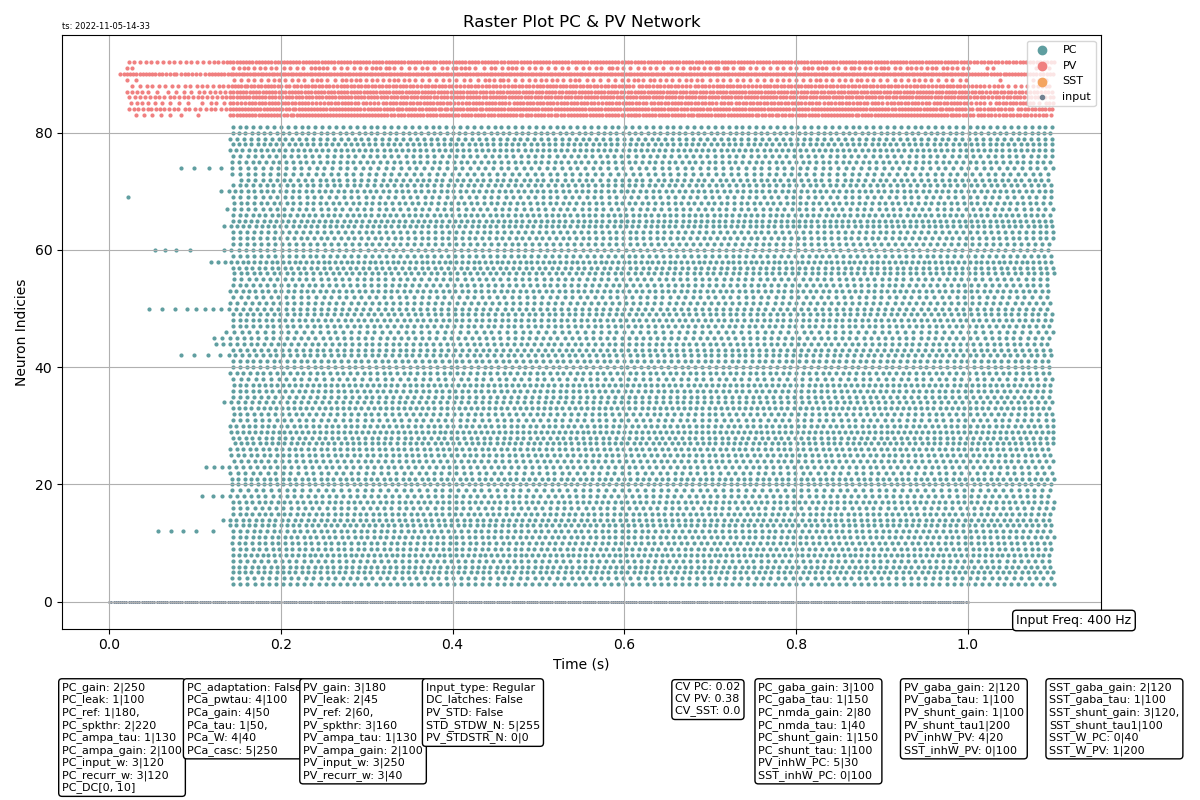 ts: 2022-11-05-14-33
Raster Plot PC & PV Network
PC
PV
SST
input
Neuron Indicies
80
60
40
20
0
0.0 0.2 0.4 0.6 0.8 1.0
Time (s)
Input Freq: 400 Hz
PC_gain: 2|250
PC_leak: 1|100
PC_ref: 1|180,
PC_spkthr: 2|220
PC_ampa_tau: 1|130
PC_ampa_gain: 2|100
PC_input_w: 3|120
PC_recurr_w: 3|120
PC_DC[0, 10]
PC_adaptation: False
PCa_pwtau: 4|100
PCa_gain: 4|50
PCa_tau: 1|50,
PCa_W: 4|40
PCa_casc: 5|250
PV_gain: 3|180
PV_leak: 2|45
PV_ref: 2|60,
PV_spkthr: 3|160
PV_ampa_tau: 1|130
PV_ampa_gain: 2|100
PV_input_w: 3|250
PV_recurr_w: 3|40
Input_type: Regular
DC_latches: False
PV_STD: False
STD_STDW_N: 5|255
PV_STDSTR_N: 0|0
CV PC: 0.02
CV PV: 0.38
CV_SST: 0.0
PC_gaba_gain: 3|100
PC_gaba_tau: 1|150
PC_nmda_gain: 2|80
PC_nmda_tau: 1|40
PC_shunt_gain: 1|150
PC_shunt_tau: 1|100
PV_inhW_PC: 5|30
SST_inhW_PC: 0|100
PV_gaba_gain: 2|120
PV_gaba_tau: 1|100
PV_shunt_gain: 1|100
PV_shunt_tau1|200
PV_inhW_PV: 4|20
SST_inhW_PV: 0|100
SST_gaba_gain: 2|120
SST_gaba_tau: 1|100
SST_shunt_gain: 3|120,
SST_shunt_tau1|100
SST_W_PC: 0|40
SST_W_PV: 1|200